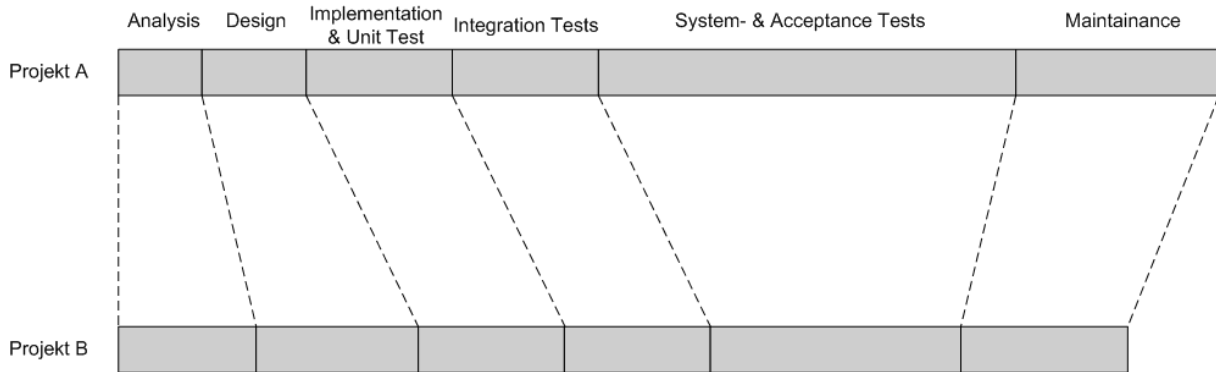 Analysis
Design
Implementation
& Unit Test
Integration Tests
System- & Acceptance Tests
Maintainance
Projekt A
Projekt B